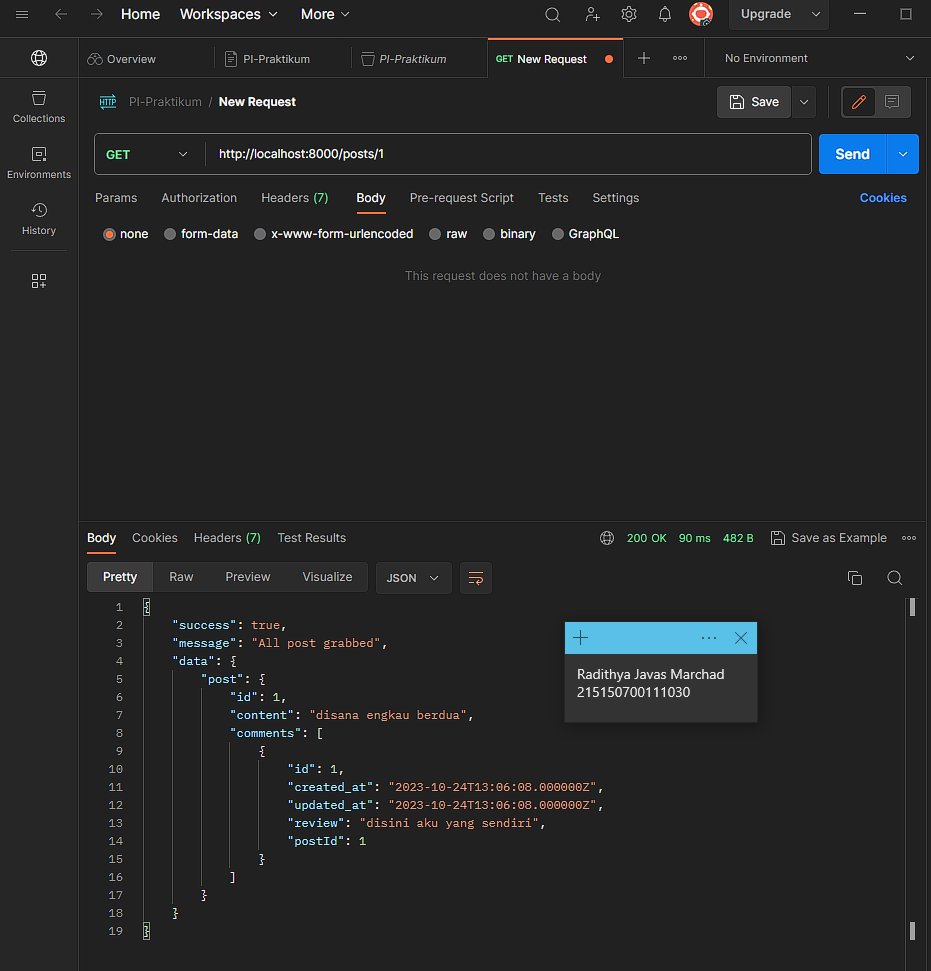 Home Workspaces More Upgrade
Overview PI-Praktikum PI-Praktikum GET New Request No Environment
HTTP PI-Praktikum / New Request Save
Collections
GET http://localhost:8000/posts/1 Send
Environments
Params Authorization Headers (7) Body Pre-request Script Tests Settings Cookies
History
none form-data x-www-form-urlencoded raw binary GraphQL
This request does not have a body
Body Cookies Headers (7) Test Results 200 OK 90 ms 482 B Save as Example
Pretty Raw Preview Visualize JSON
1 {
2 "success": true,
3 "message": "All post grabbed",
4 "data": {
5 "post": {
6 "id": 1,
7 "content": "disana engkau berdua",
8 "comments": [
9 {
10 "id": 1,
11 "created_at": "2023-10-24T13:06:08.000000Z",
12 "updated_at": "2023-10-24T13:06:08.000000Z",
13 "review": "disini aku yang sendiri",
14 "postId": 1
15 }
16 ]
17 }
18 }
19 }
Radithya Javas Marchad
215150700111030